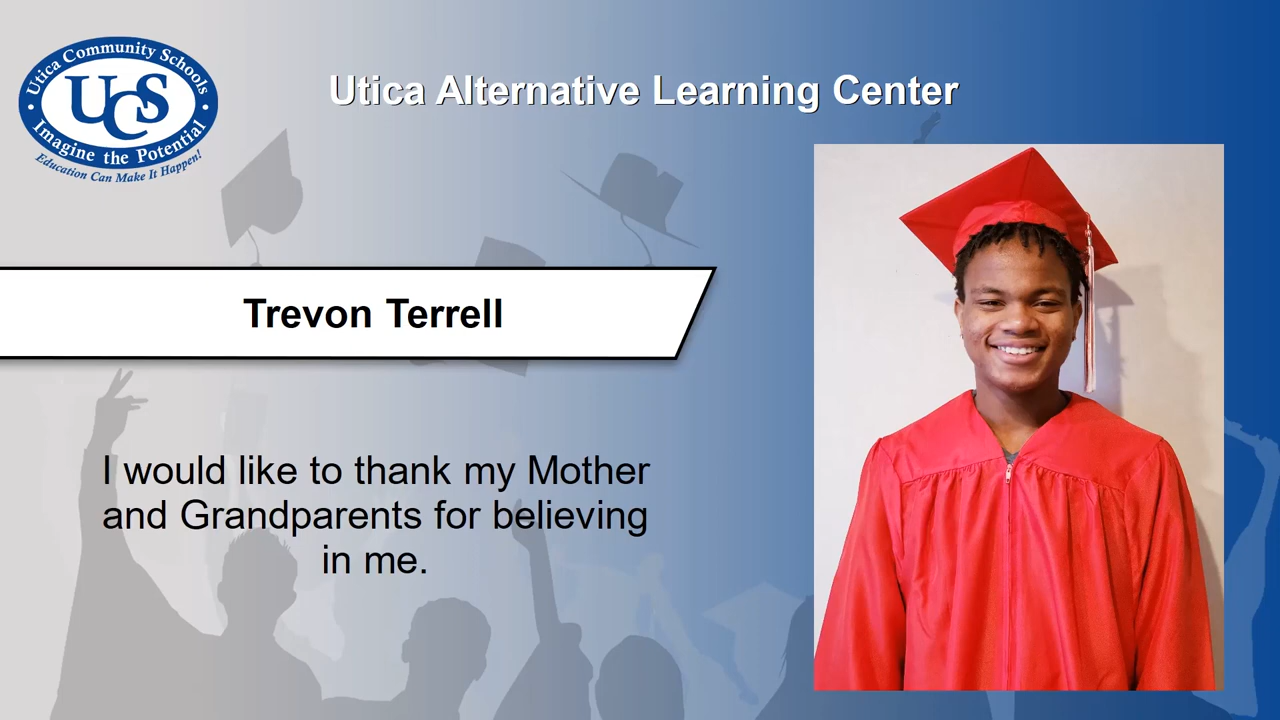 Utica Community Schools
UCS
Imagine the Potential
Education Can Make It Happen!
Utica Alternative Learning Center
Trevon Terrell
I would like to thank my Mother
and Grandparents for believing
in me.